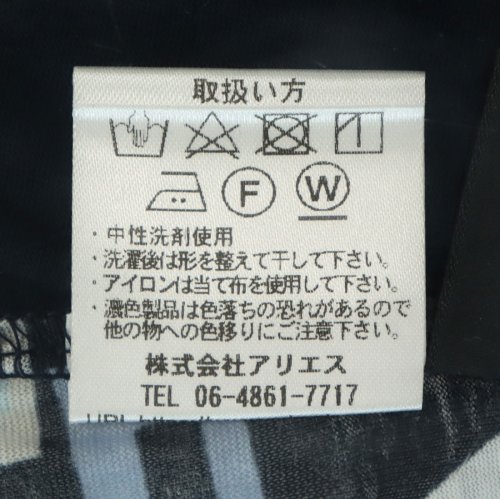 取扱い方
F W
・中性洗剤使用
・洗濯後は形を整えて干して下さい。
・アイロンは当て布を使用して下さい。
・濃色製品は色落ちの恐れがあるので
他の物への色移りにご注意下さい。
株式会社アリエス
TEL 06-4861-7717